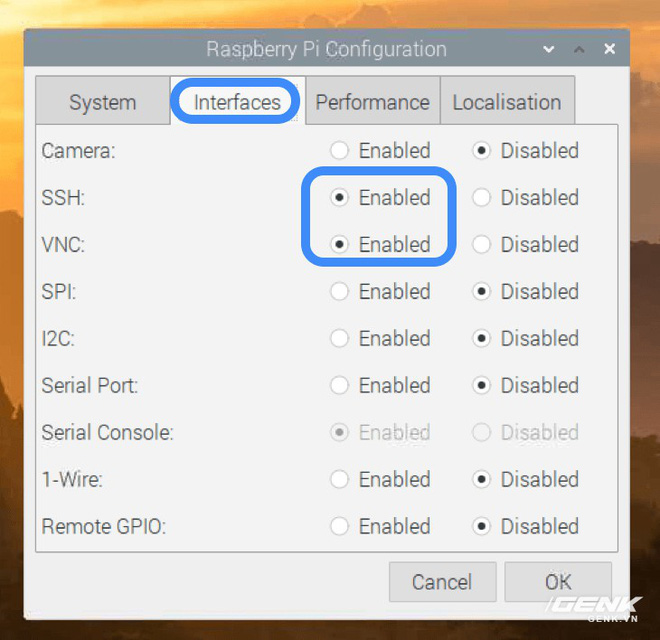 Raspberry Pi Configuration
System Interfaces Performance Localisation
Camera: Enabled Disabled
SSH: Enabled Disabled
VNC: Enabled Disabled
SPI: Enabled Disabled
I2C: Enabled Disabled
Serial Port: Enabled Disabled
Serial Console: Enabled Disabled
1-Wire: Enabled Disabled
Remote GPIO: Enabled Disabled
Cancel OK
GENK
GENK.VN